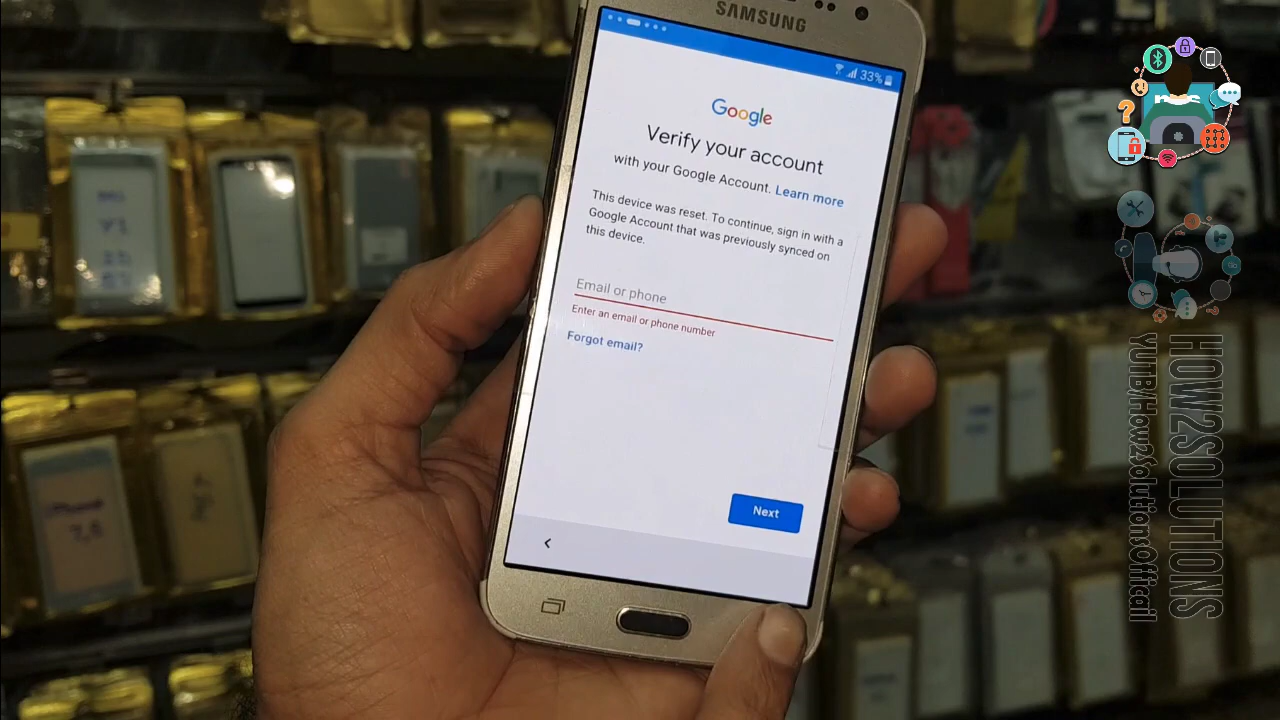 SAMSUNG
33%
Google
Verify your account
with your Google Account. Learn more
This device was reset. To continue, sign in with a
Google Account that was previously synced on
this device.
Email or phone
Enter an email or phone number
Forgot email?
Next
HOW2SOLUTIONS
YUTB/How2SolutionsOfficail
iPhone